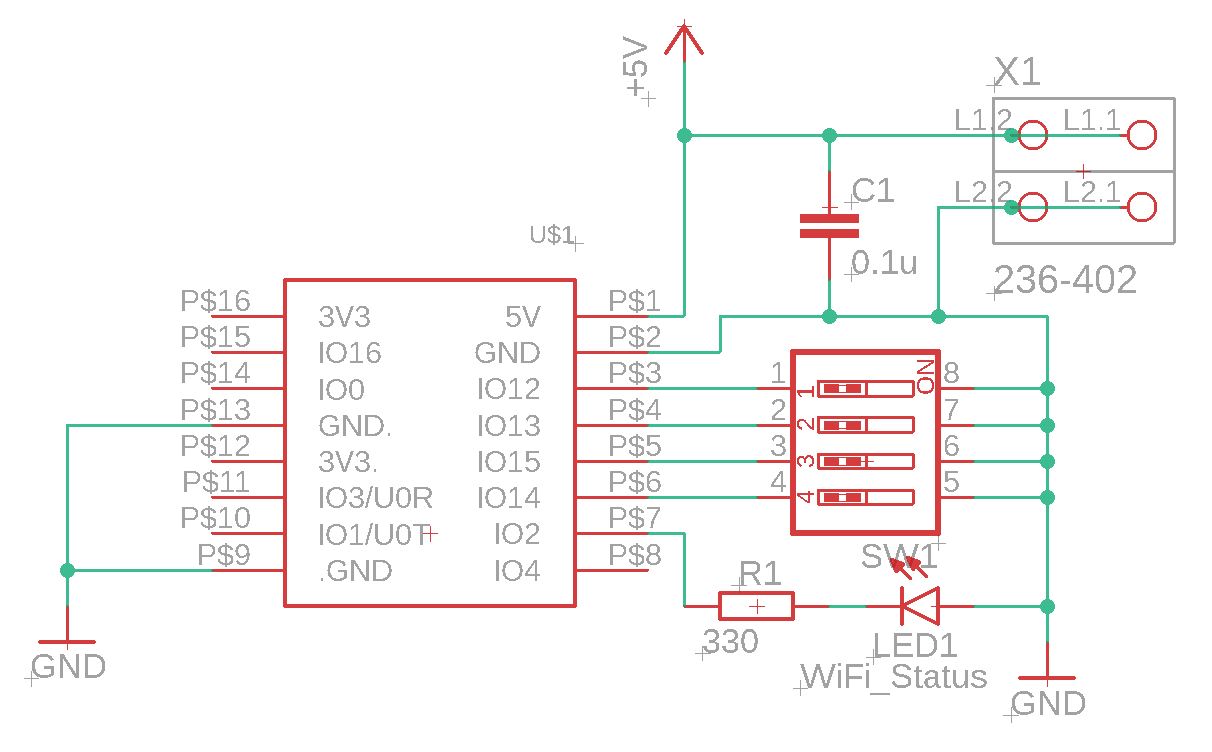 +5V
X1
L1.2 L1.1
L2.2 L2.1
236-402
C1
0.1u
U$1
P$16 3V3 5V P$1
P$15 IO16 GND P$2
P$14 IO0 IO12 P$3 1 1 ON 8
P$13 GND. IO13 P$4 2 2 7
P$12 3V3. IO15 P$5 3 3 6
P$11 IO3/U0R IO14 P$6 4 4 5
P$10 IO1/U0T IO2 P$7
P$9 .GND IO4 P$8
SW1
R1
330
LED1
WiFi_Status
GND
GND